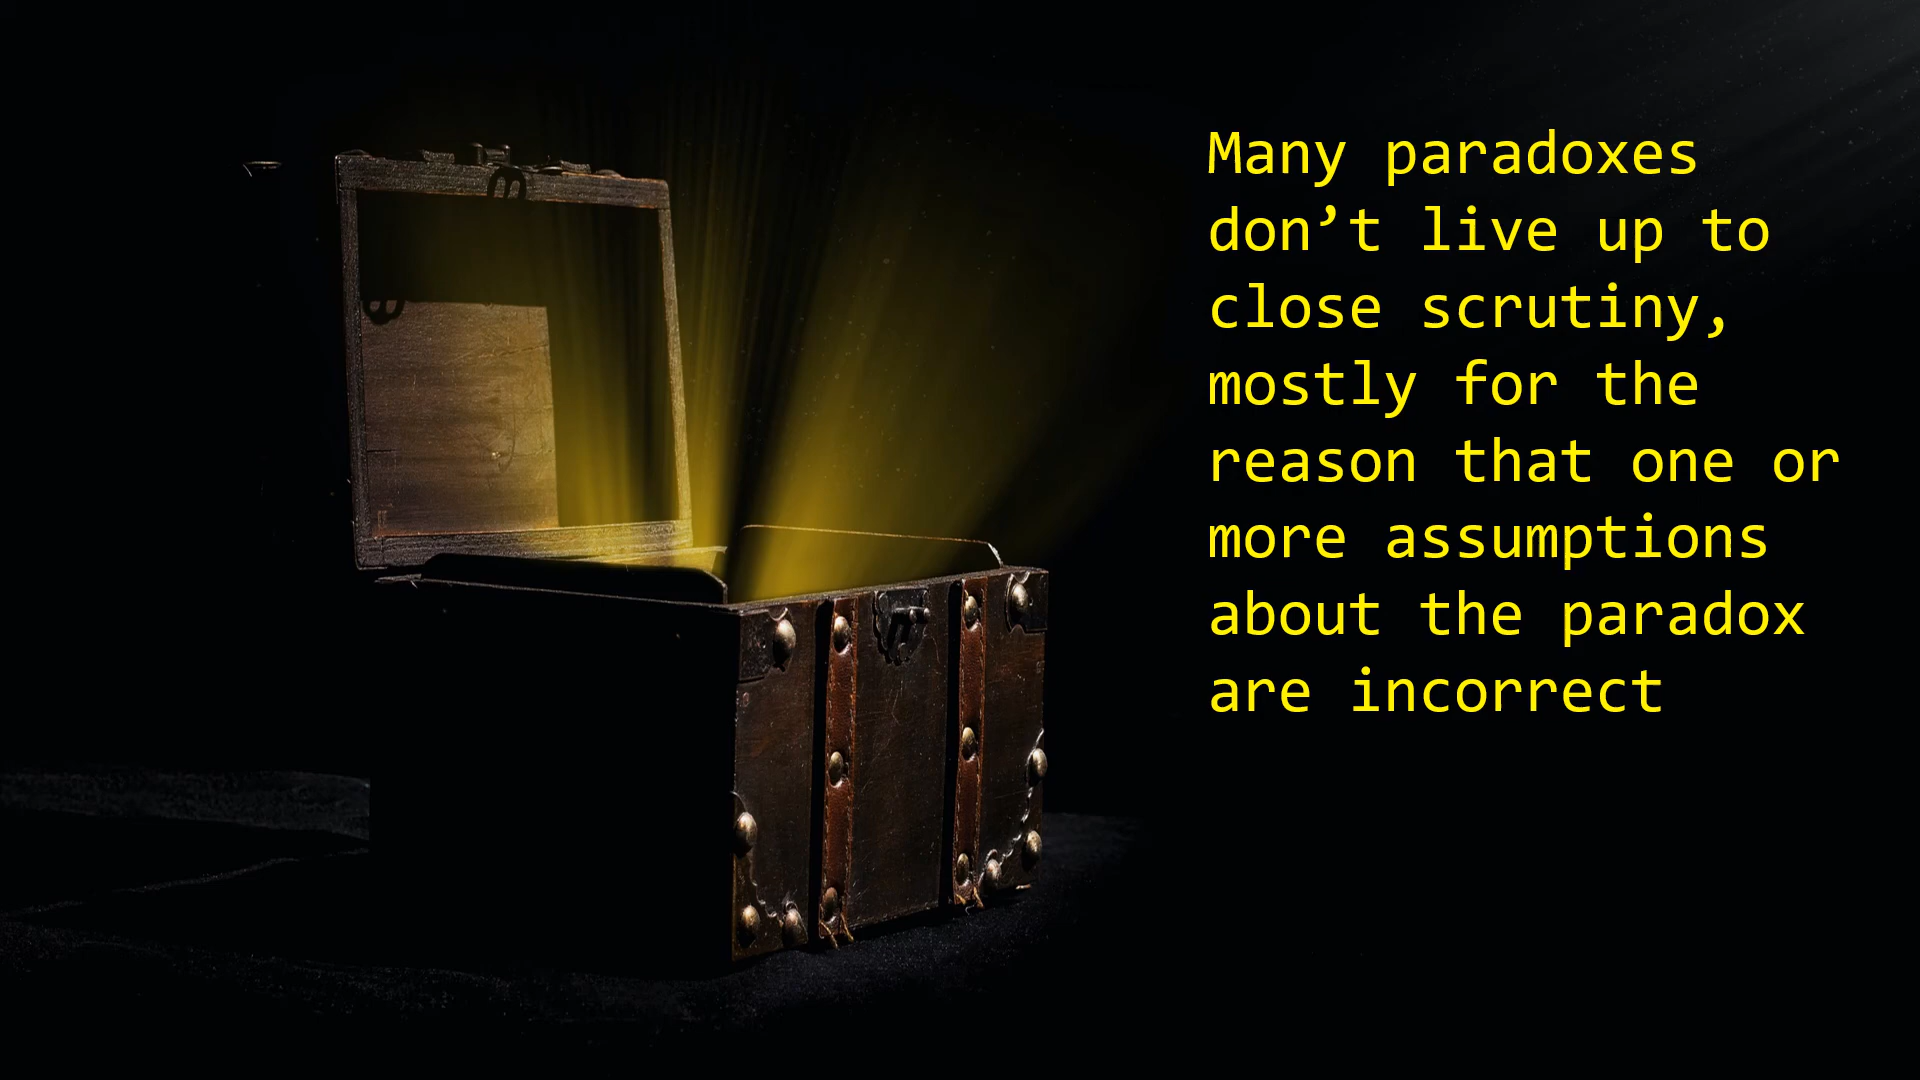 Many paradoxes
don’t live up to
close scrutiny,
mostly for the
reason that one or
more assumptions
about the paradox
are incorrect